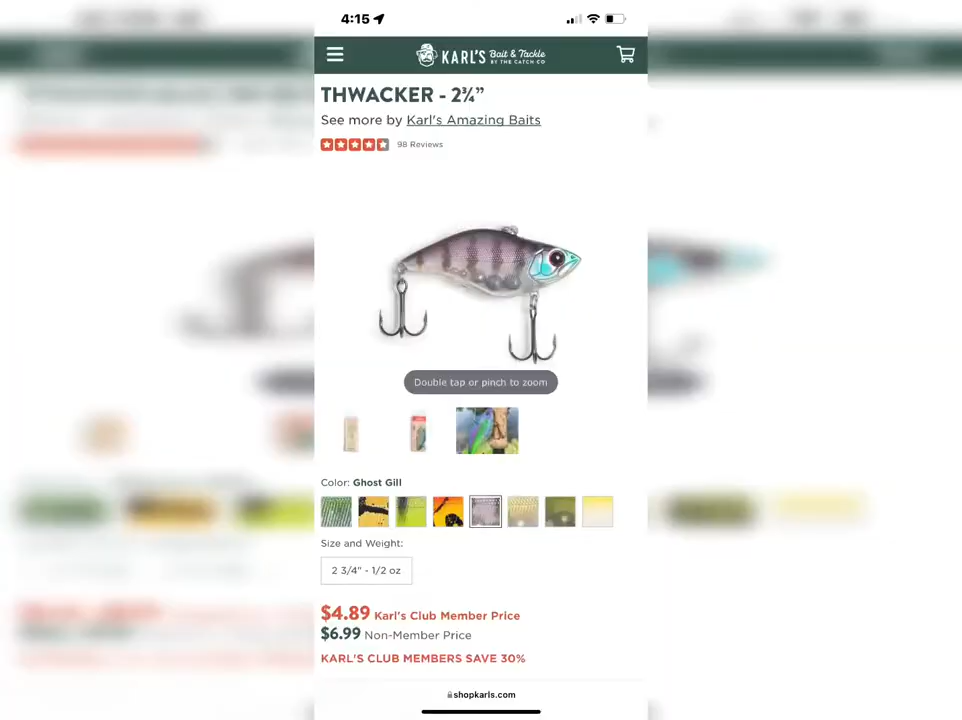 4:15
KARL'S Bait & Tackle
BY THE CATCH CO
THWACKER - 2¾”
See more by Karl's Amazing Baits
98 Reviews
Double tap or pinch to zoom
Color: Ghost Gill
Size and Weight:
2 3/4" - 1/2 oz
$4.89 Karl's Club Member Price
$6.99 Non-Member Price
KARL'S CLUB MEMBERS SAVE 30%
shopkarls.com